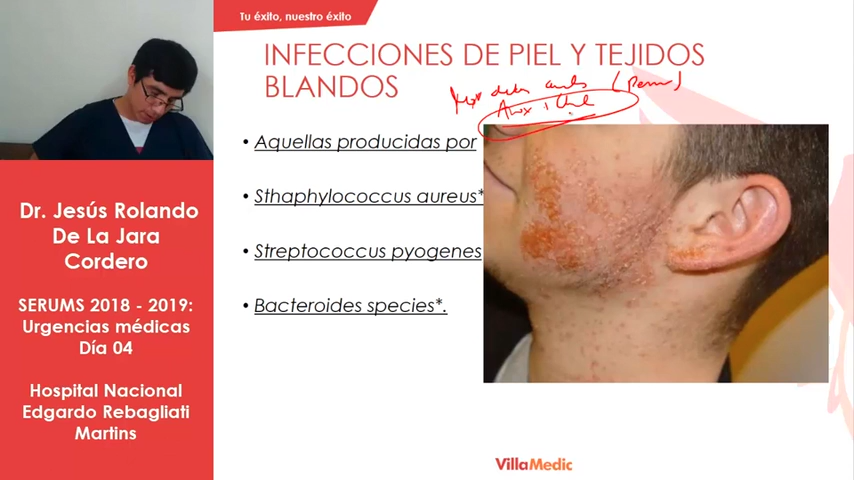 Tu éxito, nuestro éxito
INFECCIONES DE PIEL Y TEJIDOS
BLANDOS
• Aquellas producidas por
• Sthaphylococcus aureus*
• Streptococcus pyogenes
• Bacteroides species*.
Dr. Jesús Rolando
De La Jara
Cordero
SERUMS 2018 - 2019:
Urgencias médicas
Día 04
Hospital Nacional
Edgardo Rebagliati
Martins
VillaMedic